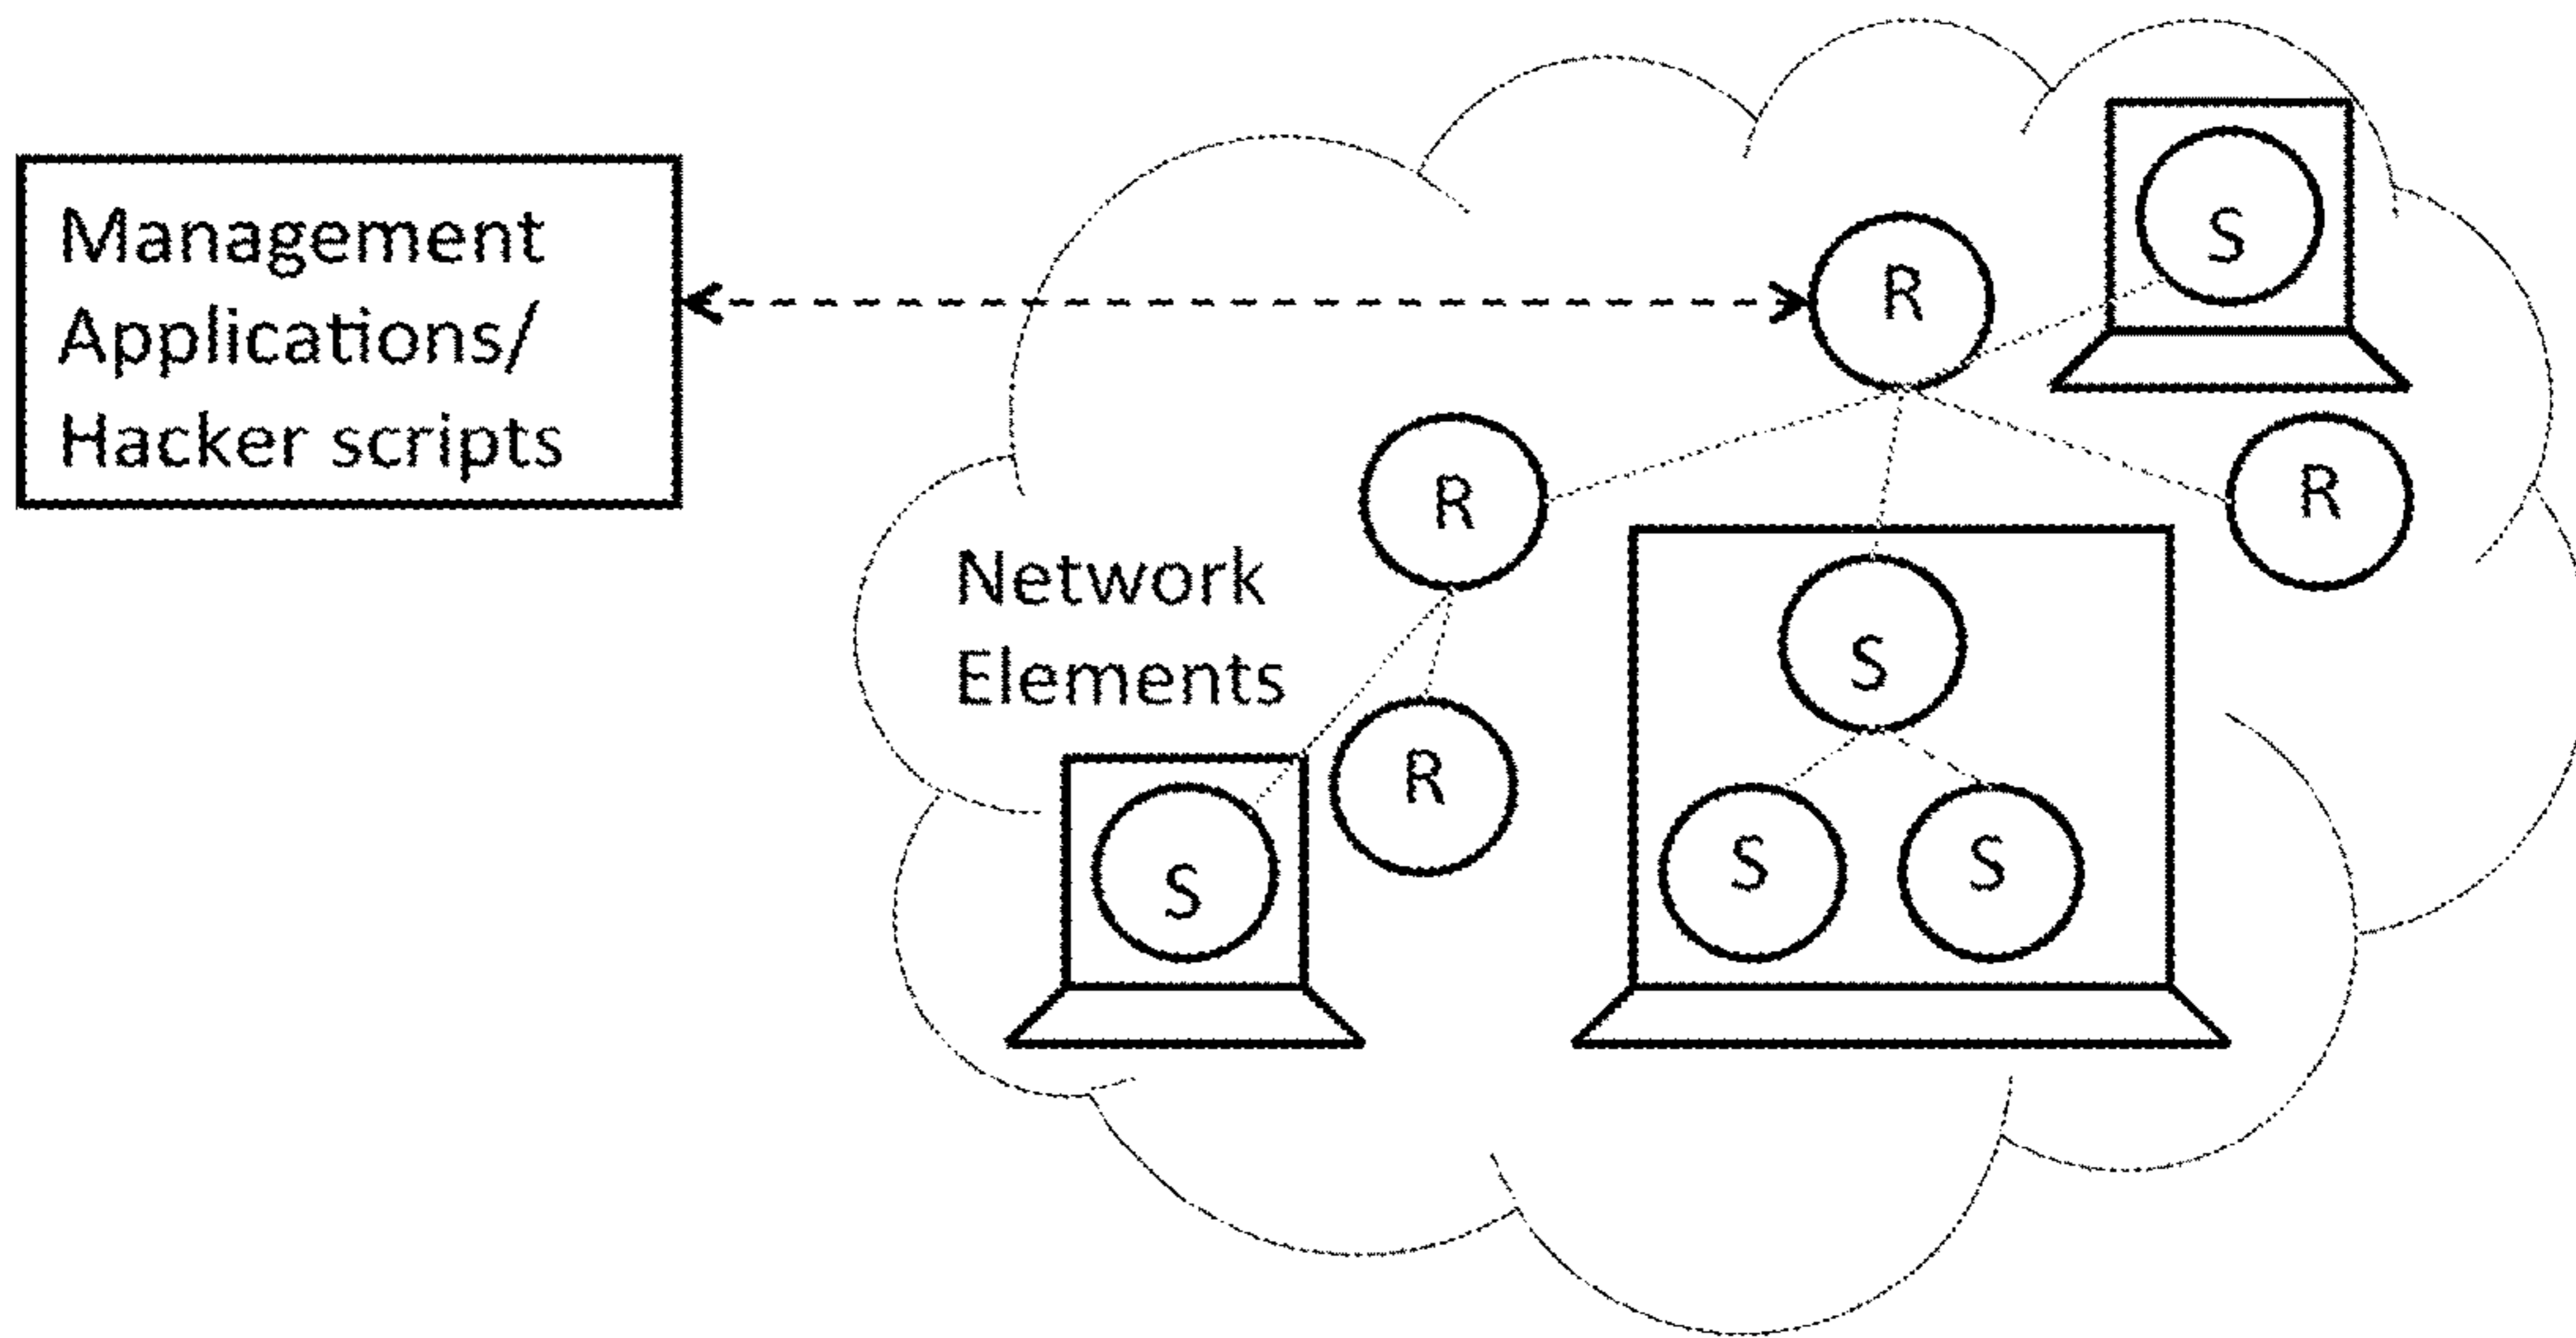 Management
Applications/
Hacker scripts
S
R
R
R
Network
Elements
S
R
S
S
S